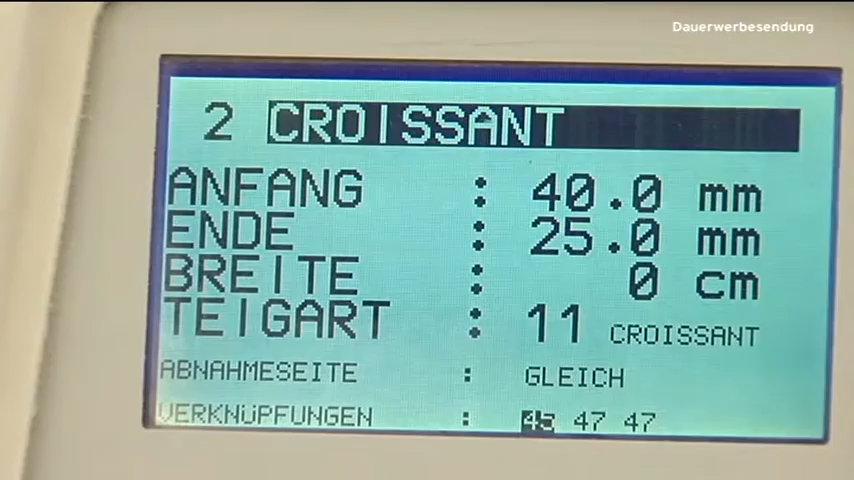 Dauerwerbesendung
2 CROISSANT
ANFANG : 40.0 mm
ENDE : 25.0 mm
BREITE : 0 cm
TEIGART : 11 CROISSANT
ABNAHMESEITE : GLEICH
VERKNÜPFUNGEN : 45 47 47